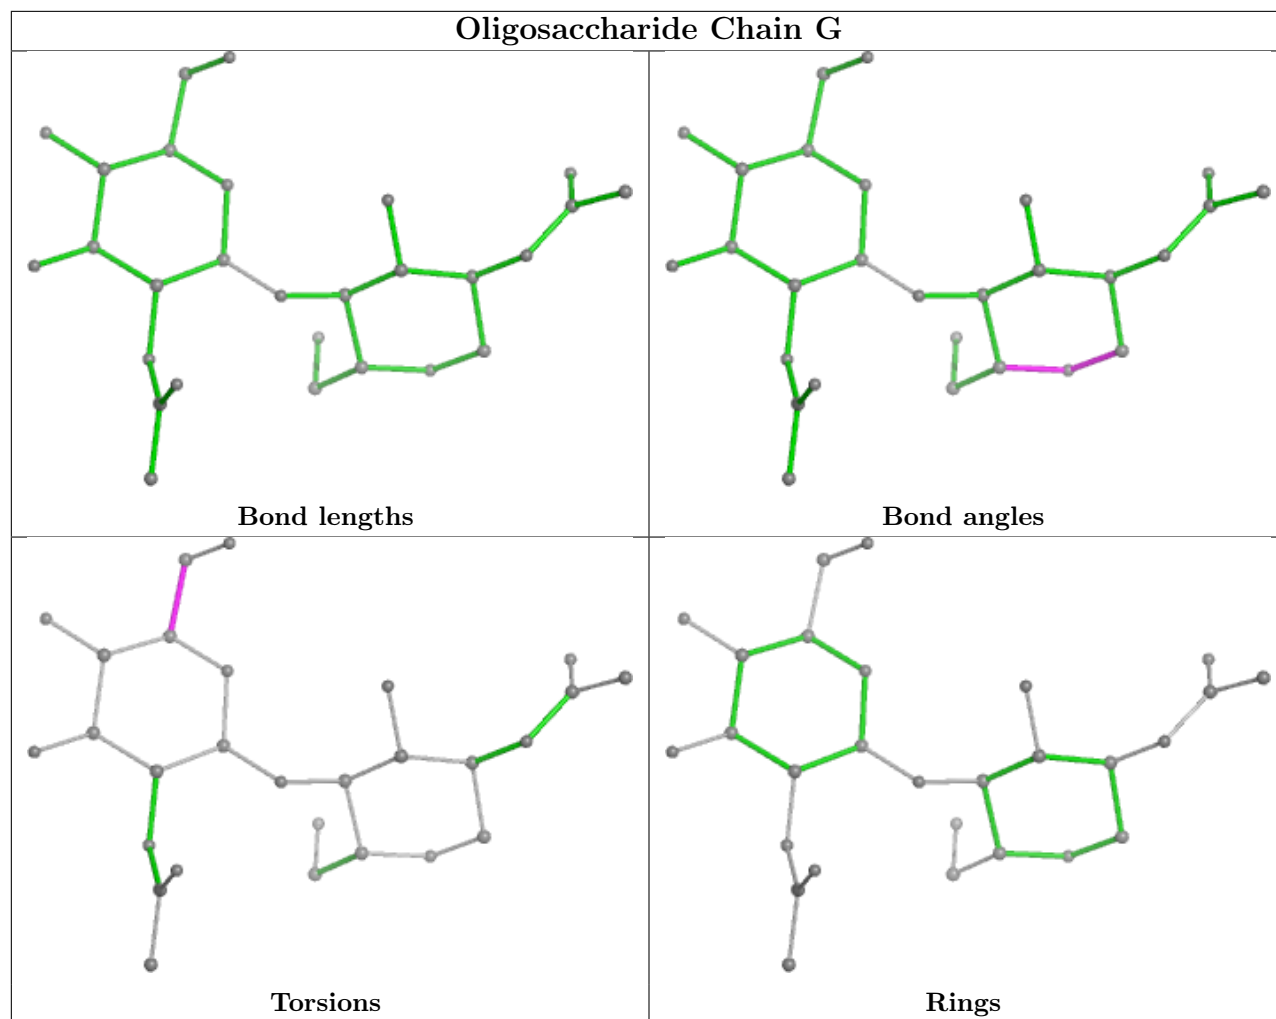 Oligosaccharide Chain G
Bond lengths
Bond angles
Torsions
Rings